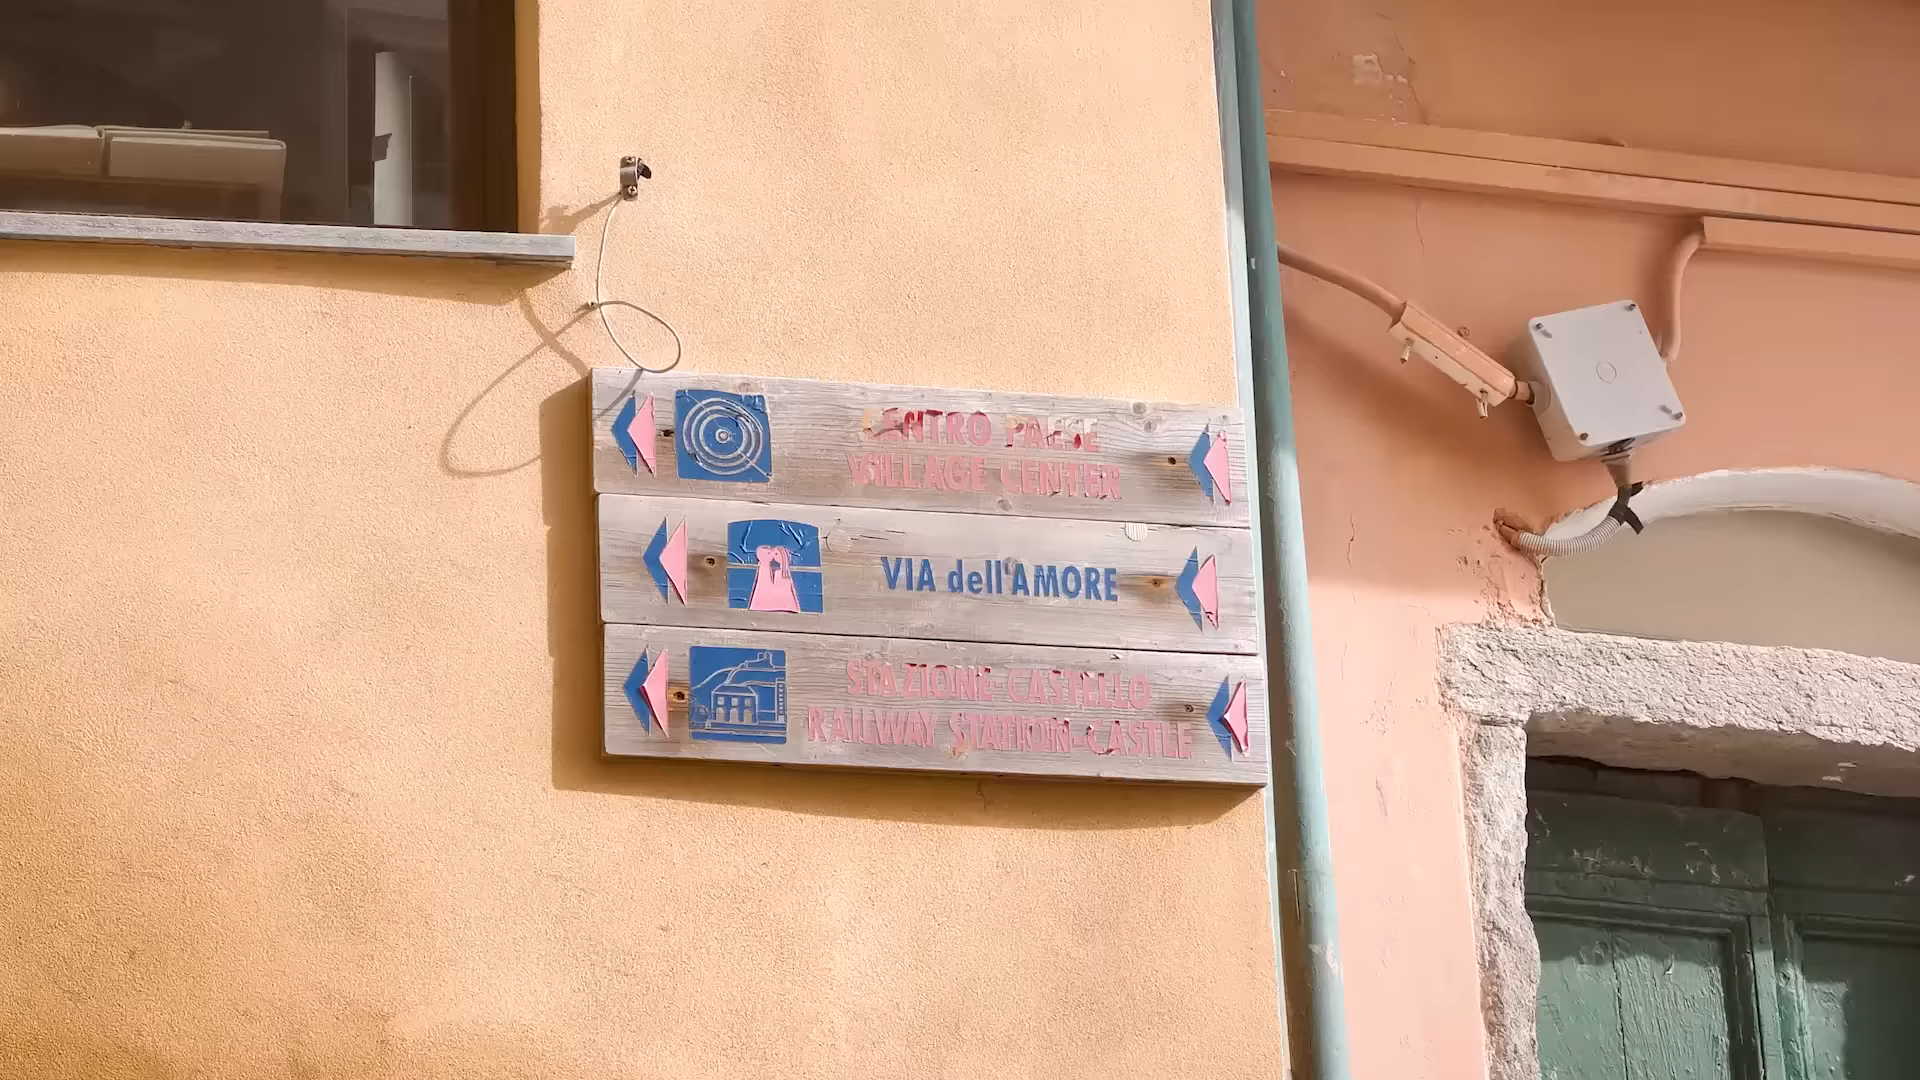 CENTRO PAESE
VILLAGE CENTER
VIA dell'AMORE
STAZIONE-CASTELLO
RAILWAY STATION-CASTLE